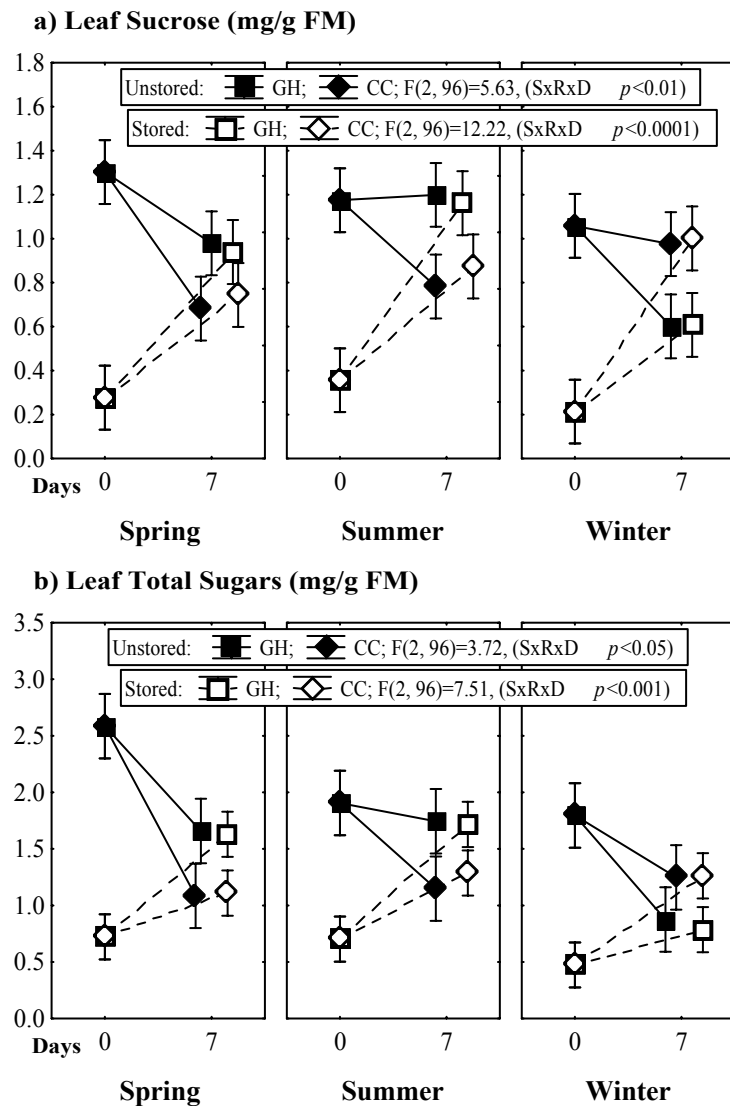 a) Leaf Sucrose (mg/g FM)
1.8
Unstored: GH; CC; F(2, 96)=5.63, (SxRxD p<0.01)
1.6
Stored: GH; CC; F(2, 96)=12.22, (SxRxD p<0.0001)
1.4
1.2
1.0
0.8
0.6
0.4
0.2
0.0
Days 0 7 0 7 0 7
Spring Summer Winter
b) Leaf Total Sugars (mg/g FM)
3.5
Unstored: GH; CC; F(2, 96)=3.72, (SxRxD p<0.05)
3.0
Stored: GH; CC; F(2, 96)=7.51, (SxRxD p<0.001)
2.5
2.0
1.5
1.0
0.5
0.0
Days 0 7 0 7 0 7
Spring Summer Winter